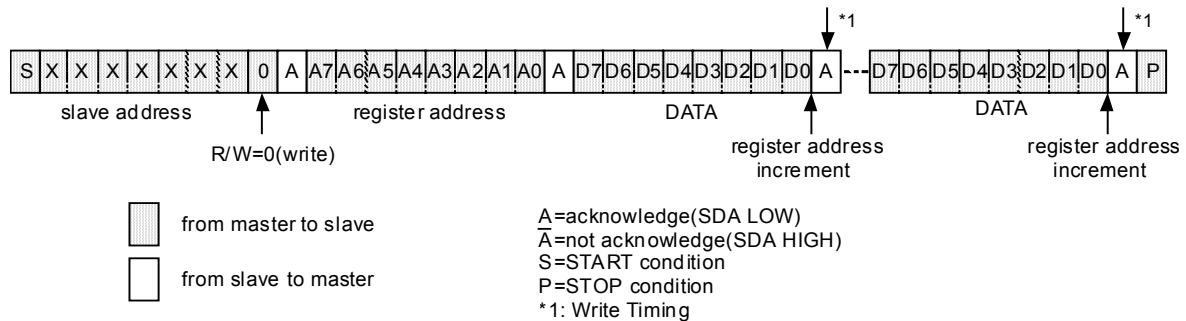 *1 *1
S X X X X X X X 0 A A7 A6 A5 A4 A3 A2 A1 A0 A D7 D6 D5 D4 D3 D2 D1 D0 A D7 D6 D5 D4 D3 D2 D1 D0 A P
slave address register address DATA DATA
R/W=0(write) register address register address
increment increment
from master to slave
from slave to master
A=acknowledge(SDA LOW)
A̅=not acknowledge(SDA HIGH)
S=START condition
P=STOP condition
*1: Write Timing